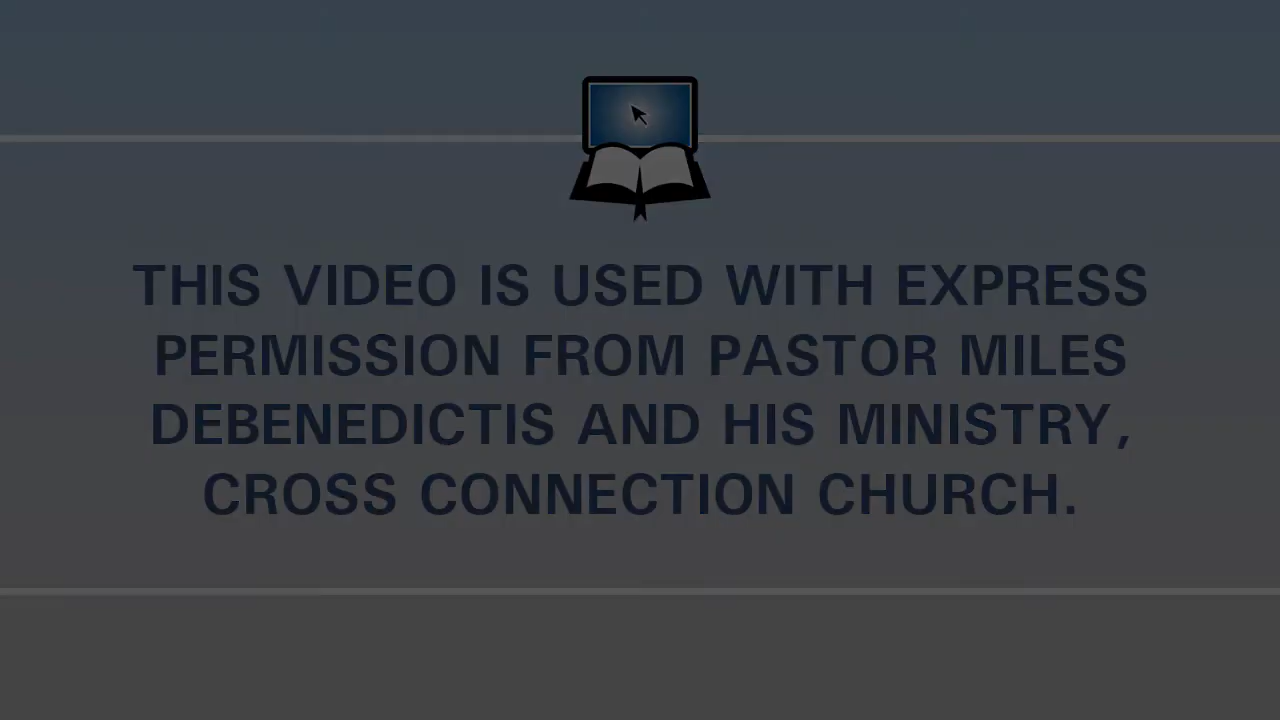 THIS VIDEO IS USED WITH EXPRESS
PERMISSION FROM PASTOR MILES
DEBENEDICTIS AND HIS MINISTRY,
CROSS CONNECTION CHURCH.